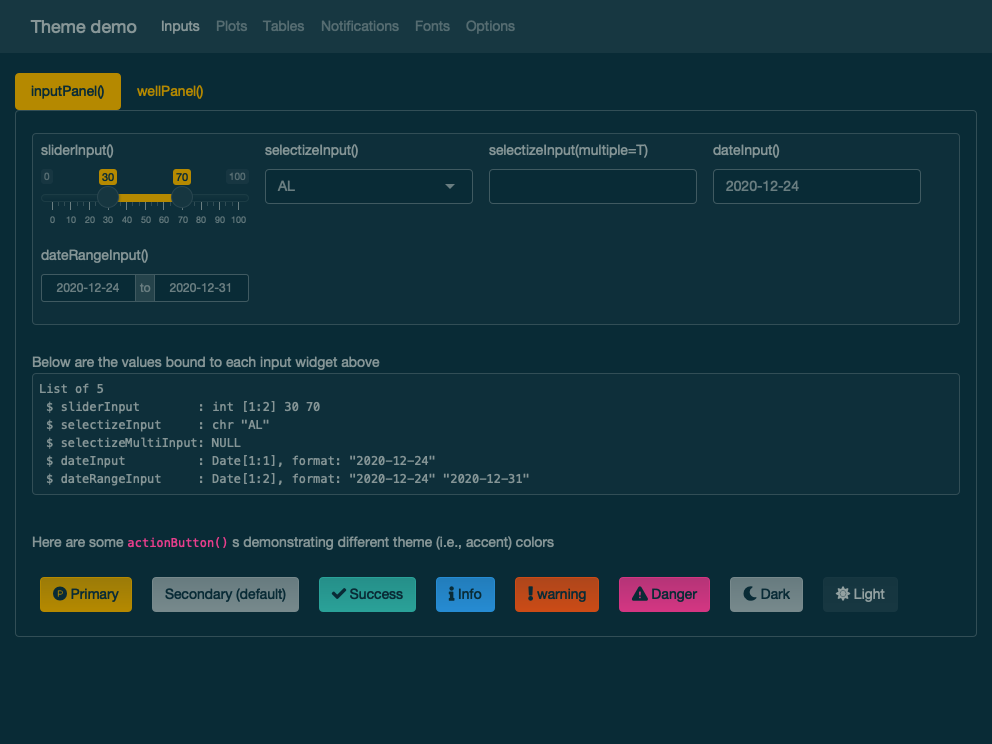 Theme demo Inputs Plots Tables Notifications Fonts Options
inputPanel() wellPanel()
sliderInput() selectizeInput() selectizeInput(multiple=T) dateInput()
0 30 70 100
AL 2020-12-24
0 10 20 30 40 50 60 70 80 90 100
dateRangeInput()
2020-12-24 to 2020-12-31
Below are the values bound to each input widget above
List of 5
 $ sliderInput        : int [1:2] 30 70
 $ selectizeInput     : chr "AL"
 $ selectizeMultiInput: NULL
 $ dateInput          : Date[1:1], format: "2020-12-24"
 $ dateRangeInput     : Date[1:2], format: "2020-12-24" "2020-12-31"
Here are some actionButton() s demonstrating different theme (i.e., accent) colors
P Primary Secondary (default) Success Info warning Danger Dark Light